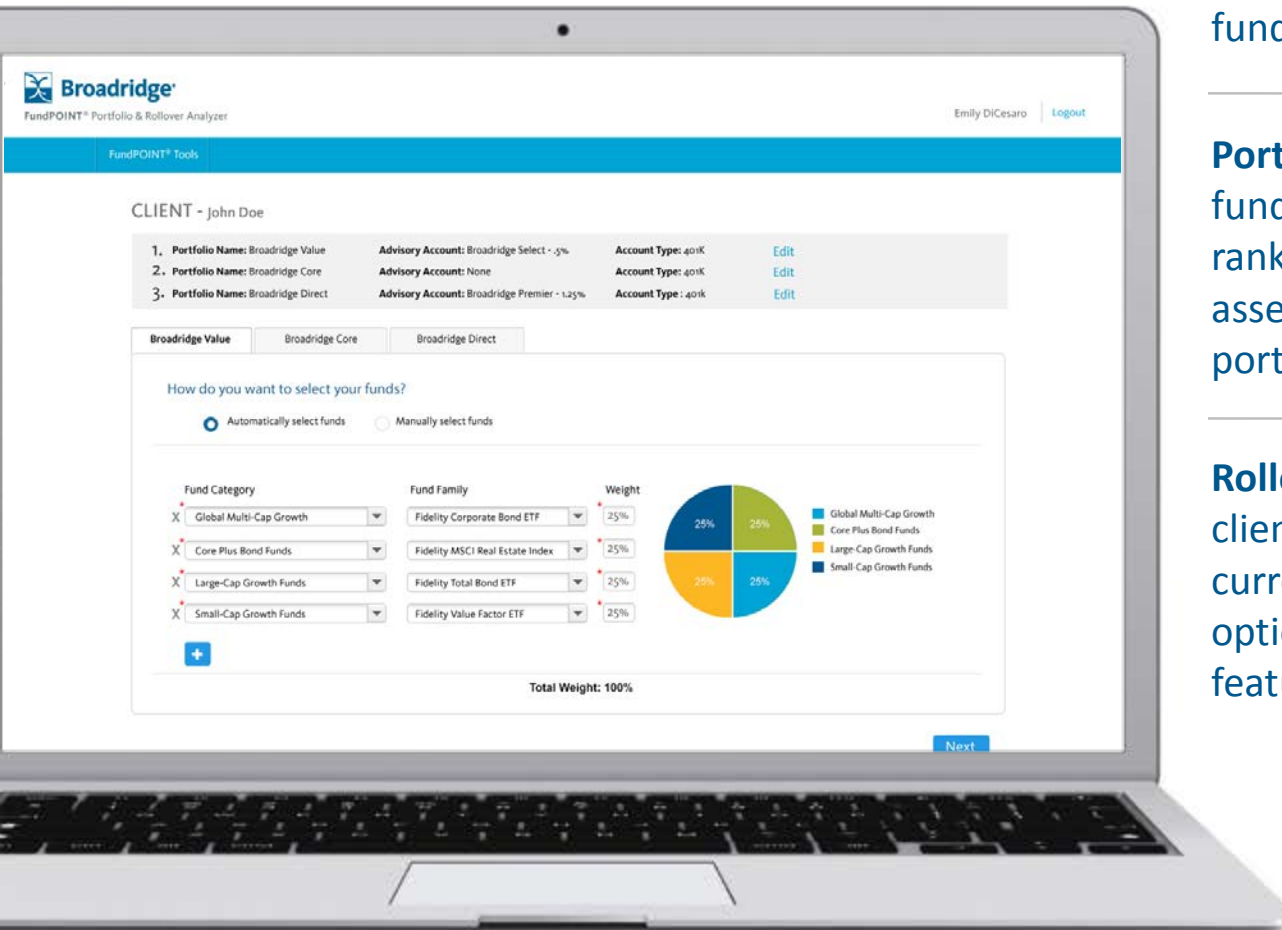 Broadridge®
FundPOINT® Portfolio & Rollover Analyzer
Emily DiCesaro
Logout
FundPOINT® Tools
CLIENT - John Doe
1. Portfolio Name: Broadridge Value Advisory Account: Broadridge Select - .5% Account Type: 401K Edit
2. Portfolio Name: Broadridge Core Advisory Account: None Account Type: 401K Edit
3. Portfolio Name: Broadridge Direct Advisory Account: Broadridge Premier - 1.25% Account Type : 401k Edit
Broadridge Value Broadridge Core Broadridge Direct
How do you want to select your funds?
Automatically select funds Manually select funds
Fund Category Fund Family Weight
X * Global Multi-Cap Growth Fidelity Corporate Bond ETF * 25%
X * Core Plus Bond Funds Fidelity MSCI Real Estate Index * 25%
X * Large-Cap Growth Funds Fidelity Total Bond ETF * 25%
X * Small-Cap Growth Funds Fidelity Value Factor ETF * 25%
25% 25%
25% 25%
Global Multi-Cap Growth
Core Plus Bond Funds
Large-Cap Growth Funds
Small-Cap Growth Funds
+
Total Weight: 100%
Next
fund
Port
fund
rank
asse
port
Roll
clien
curre
opti
feat